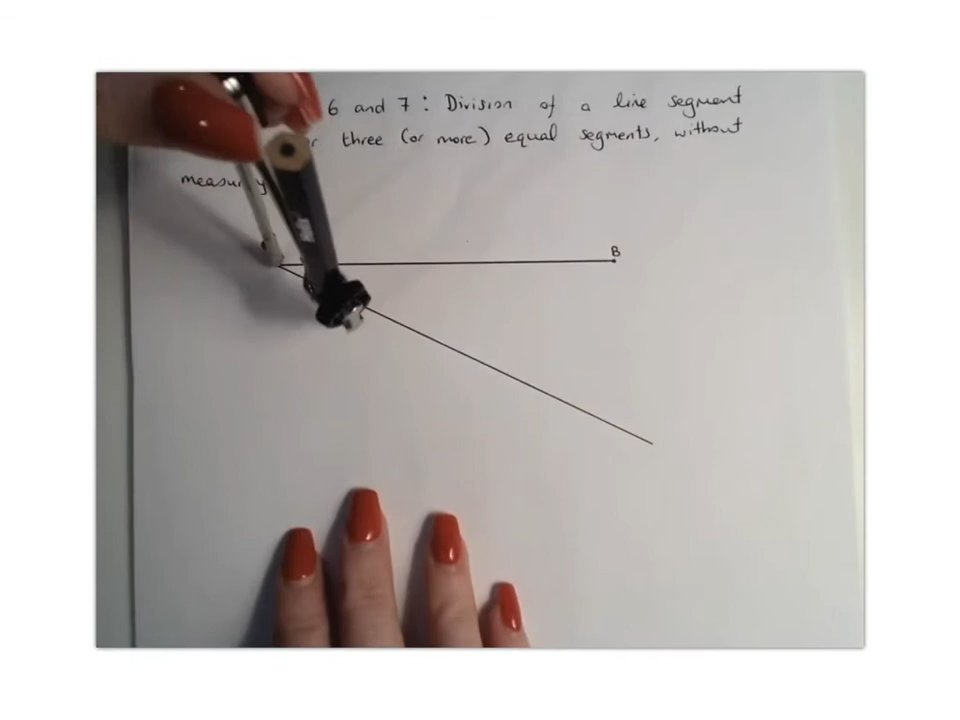 6 and 7 : Division of a line segment
three (or more) equal segments, without
B